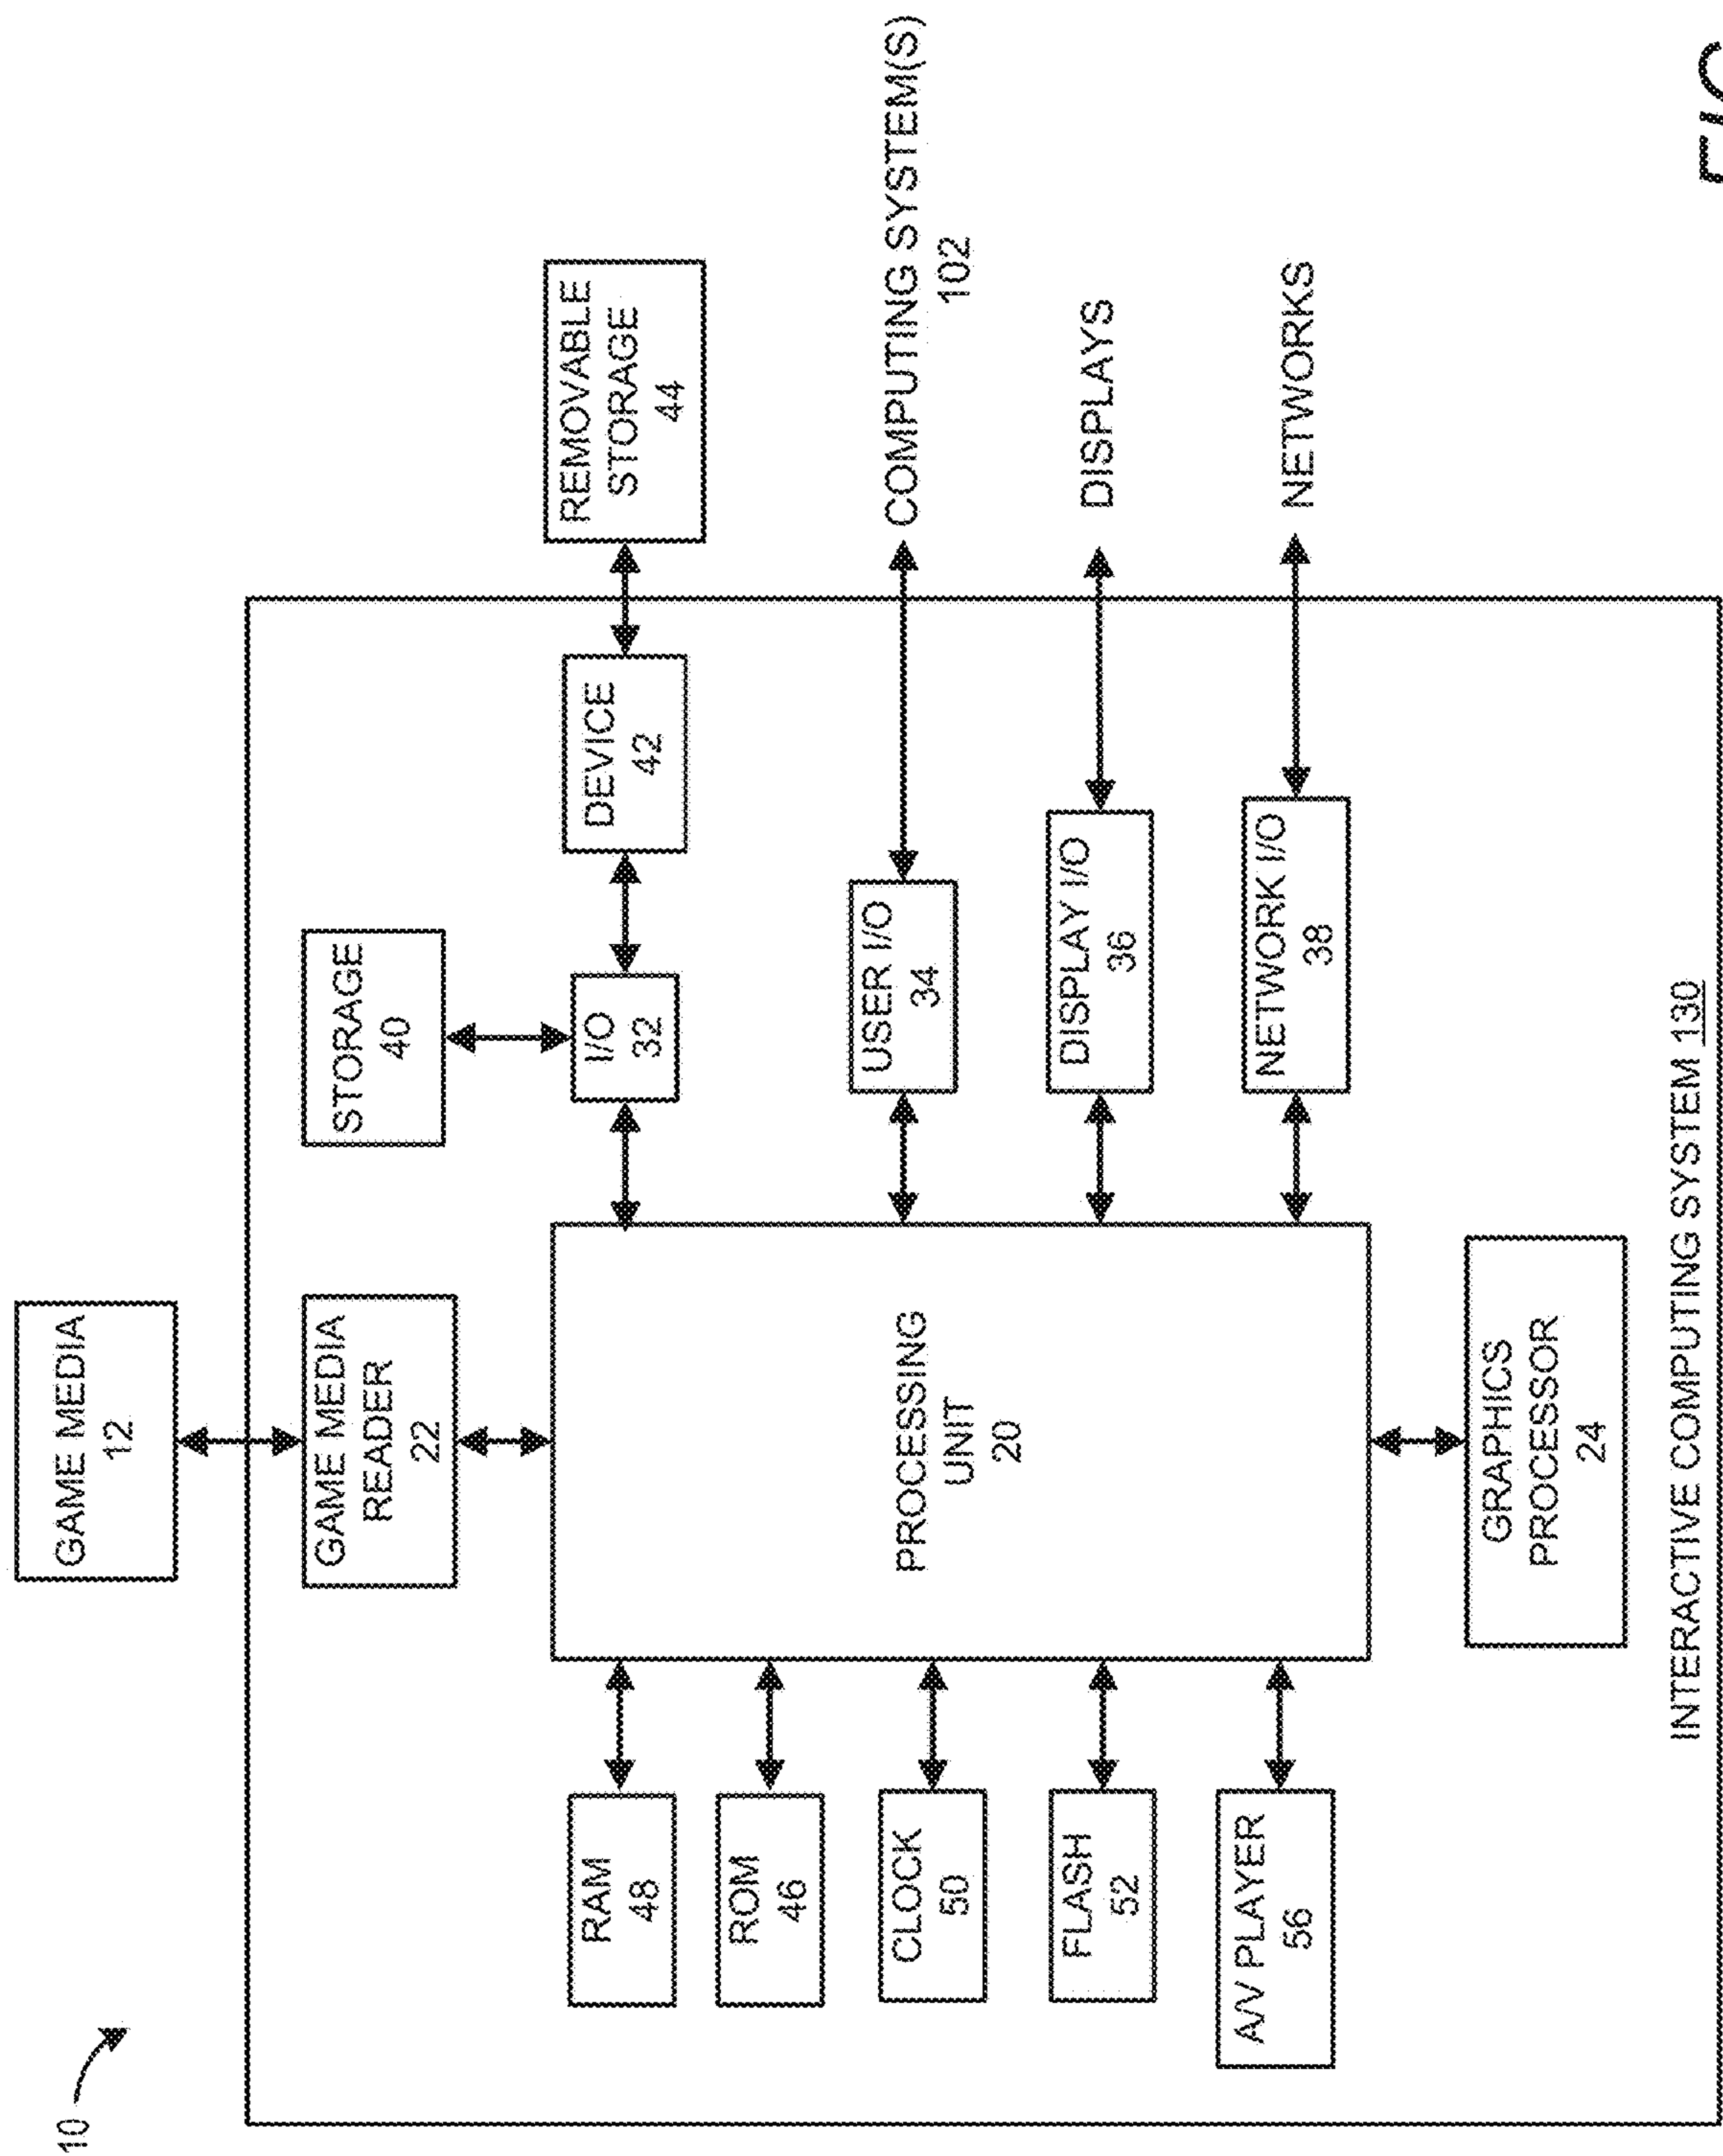 10
GAME MEDIA
12
GAME MEDIA
READER
22
STORAGE
40
RAM
48
ROM
46
CLOCK
50
FLASH
52
A/V PLAYER
56
PROCESSING
UNIT
20
I/O
32
DEVICE
42
REMOVABLE
STORAGE
44
USER I/O
34
COMPUTING SYSTEM(S)
102
DISPLAY I/O
36
DISPLAYS
NETWORK I/O
38
NETWORKS
GRAPHICS
PROCESSOR
24
INTERACTIVE COMPUTING SYSTEM 130